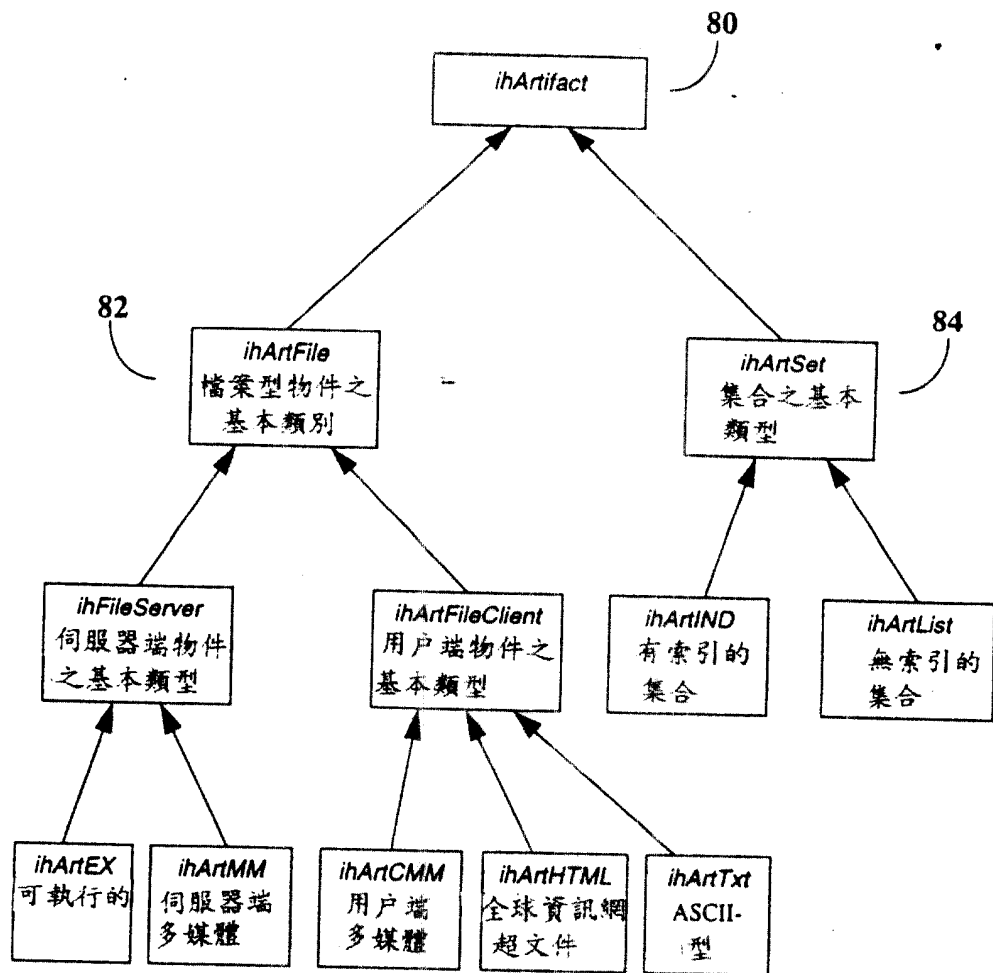 80
ihArtifact
82
ihArtFile
檔案型物件之
基本類別
84
ihArtSet
集合之基本
類型
ihFileServer
伺服器端物件
之基本類型
ihArtFileClient
用戶端物件之
基本類型
ihArtIND
有索引的
集合
ihArtList
無索引的
集合
ihArtEX
可執行的
ihArtMM
伺服器端
多媒體
ihArtCMM
用戶端
多媒體
ihArtHTML
全球資訊網
超文件
ihArtTxt
ASCII-
型